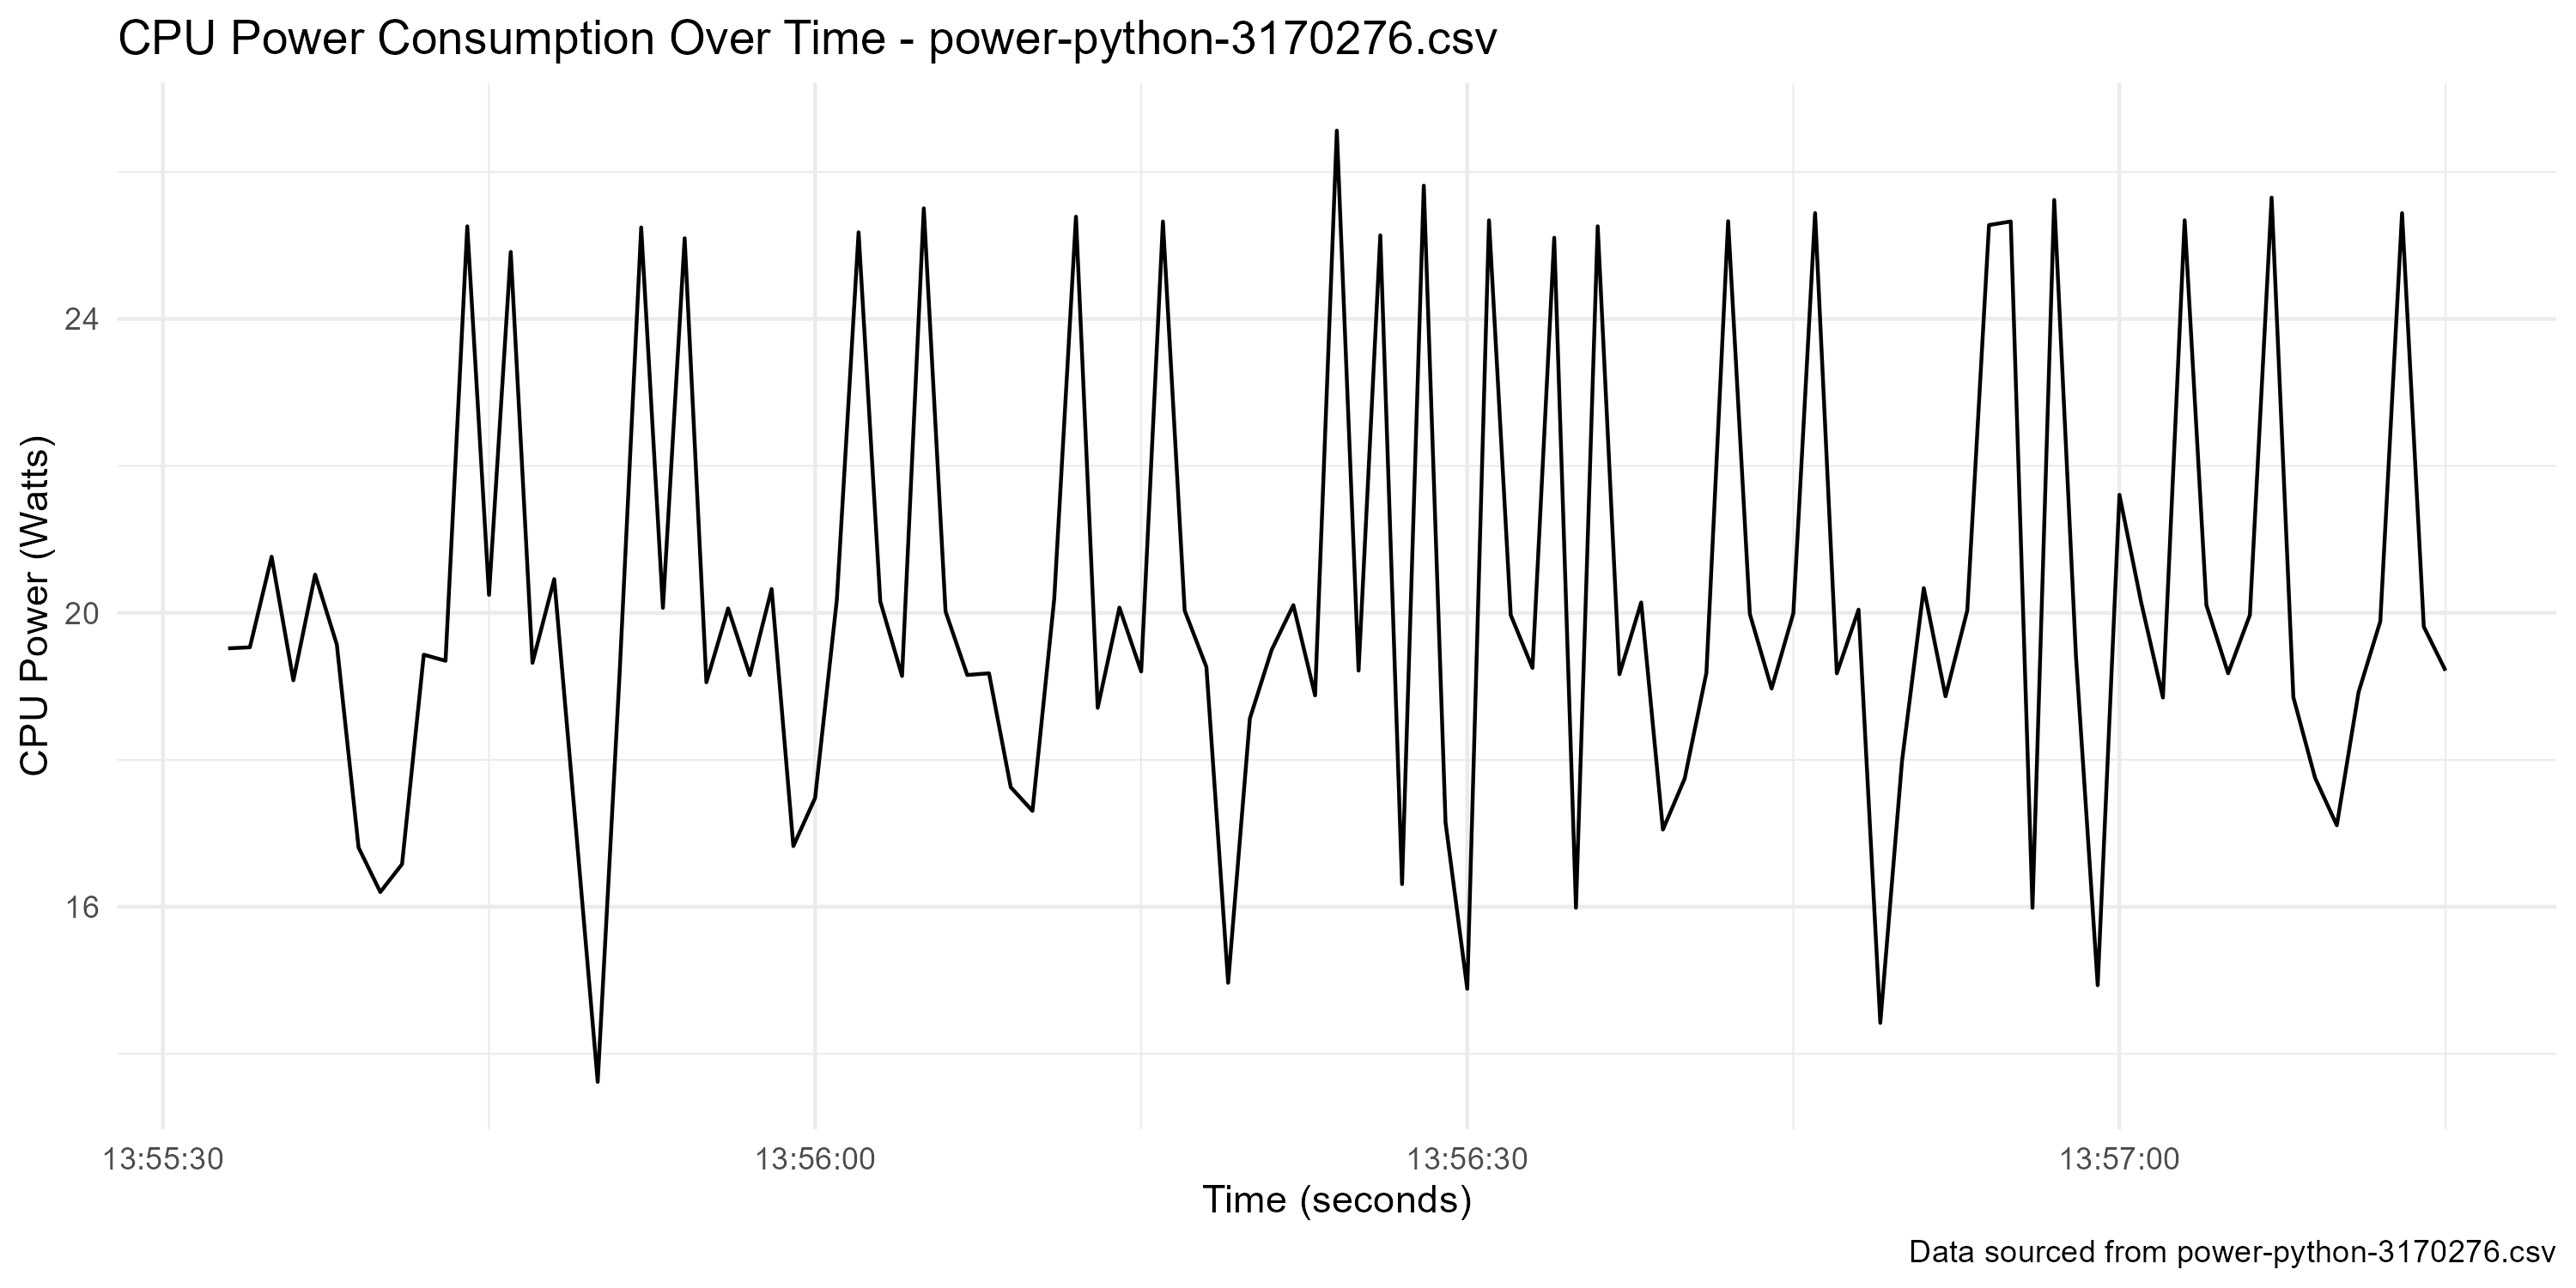 CPU Power Consumption Over Time - power-python-3170276.csv
CPU Power (Watts)
24
20
16
13:55:30
13:56:00
13:56:30
13:57:00
Time (seconds)
Data sourced from power-python-3170276.csv